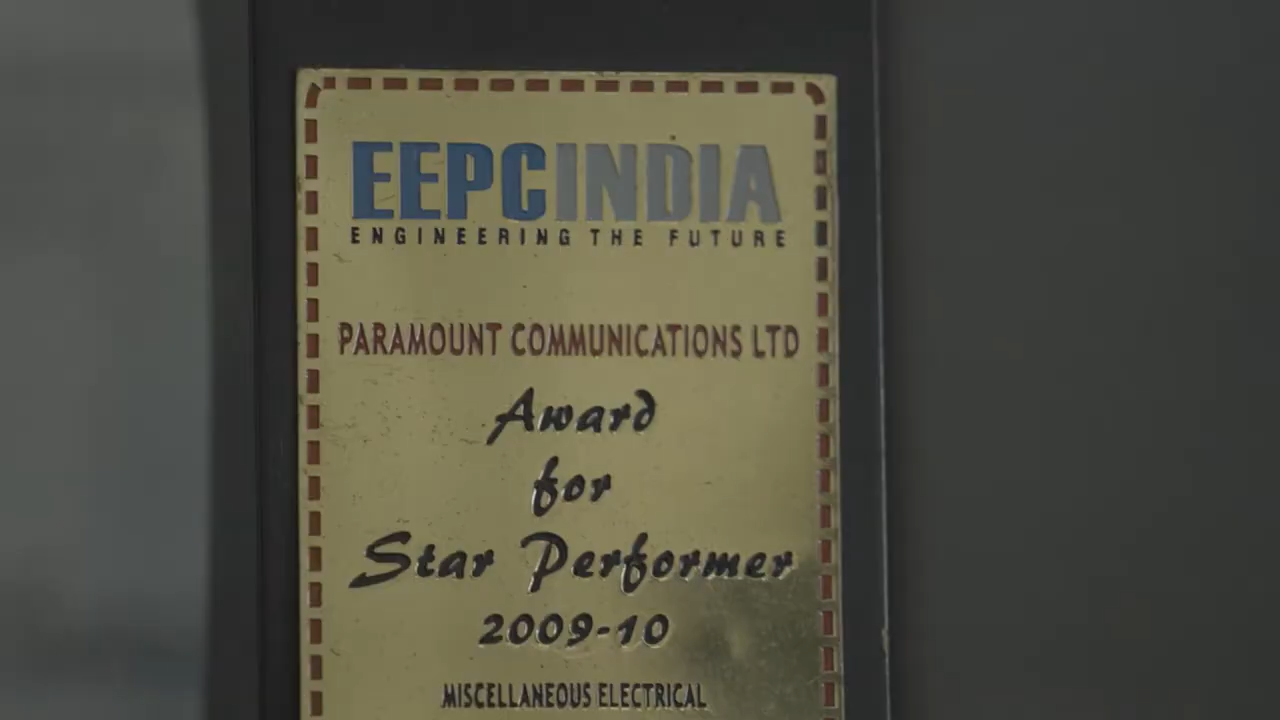 EEPCINDIA
ENGINEERING THE FUTURE
PARAMOUNT COMMUNICATIONS LTD
Award
for
Star Performer
2009-10
MISCELLANEOUS ELECTRICAL